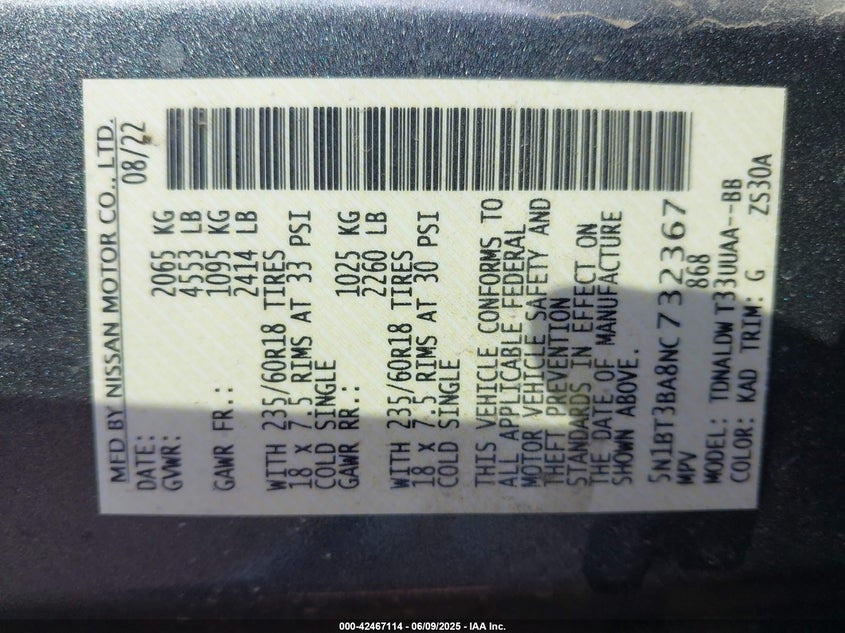 MFD BY NISSAN MOTOR CO., LTD.
DATE: 08/22
GVWR: 2065 KG
4553 LB
GAWR FR.: 1095 KG
2414 LB
WITH 235/60R18 TIRES
18 X 7.5 RIMS AT 33 PSI
COLD SINGLE
GAWR RR.: 1025 KG
2260 LB
WITH 235/60R18 TIRES
18 X 7.5 RIMS AT 30 PSI
COLD SINGLE
THIS VEHICLE CONFORMS TO
ALL APPLICABLE FEDERAL
MOTOR VEHICLE SAFETY AND
THEFT PREVENTION
STANDARDS IN EFFECT ON
THE DATE OF MANUFACTURE
SHOWN ABOVE.
5N1BT3BA8NC732367
MPV 868
MODEL: TDNALDW T33UUAA--BB
COLOR: KAD TRIM: G ZS30A
000-42467114 - 06/09/2025 - IAA Inc.